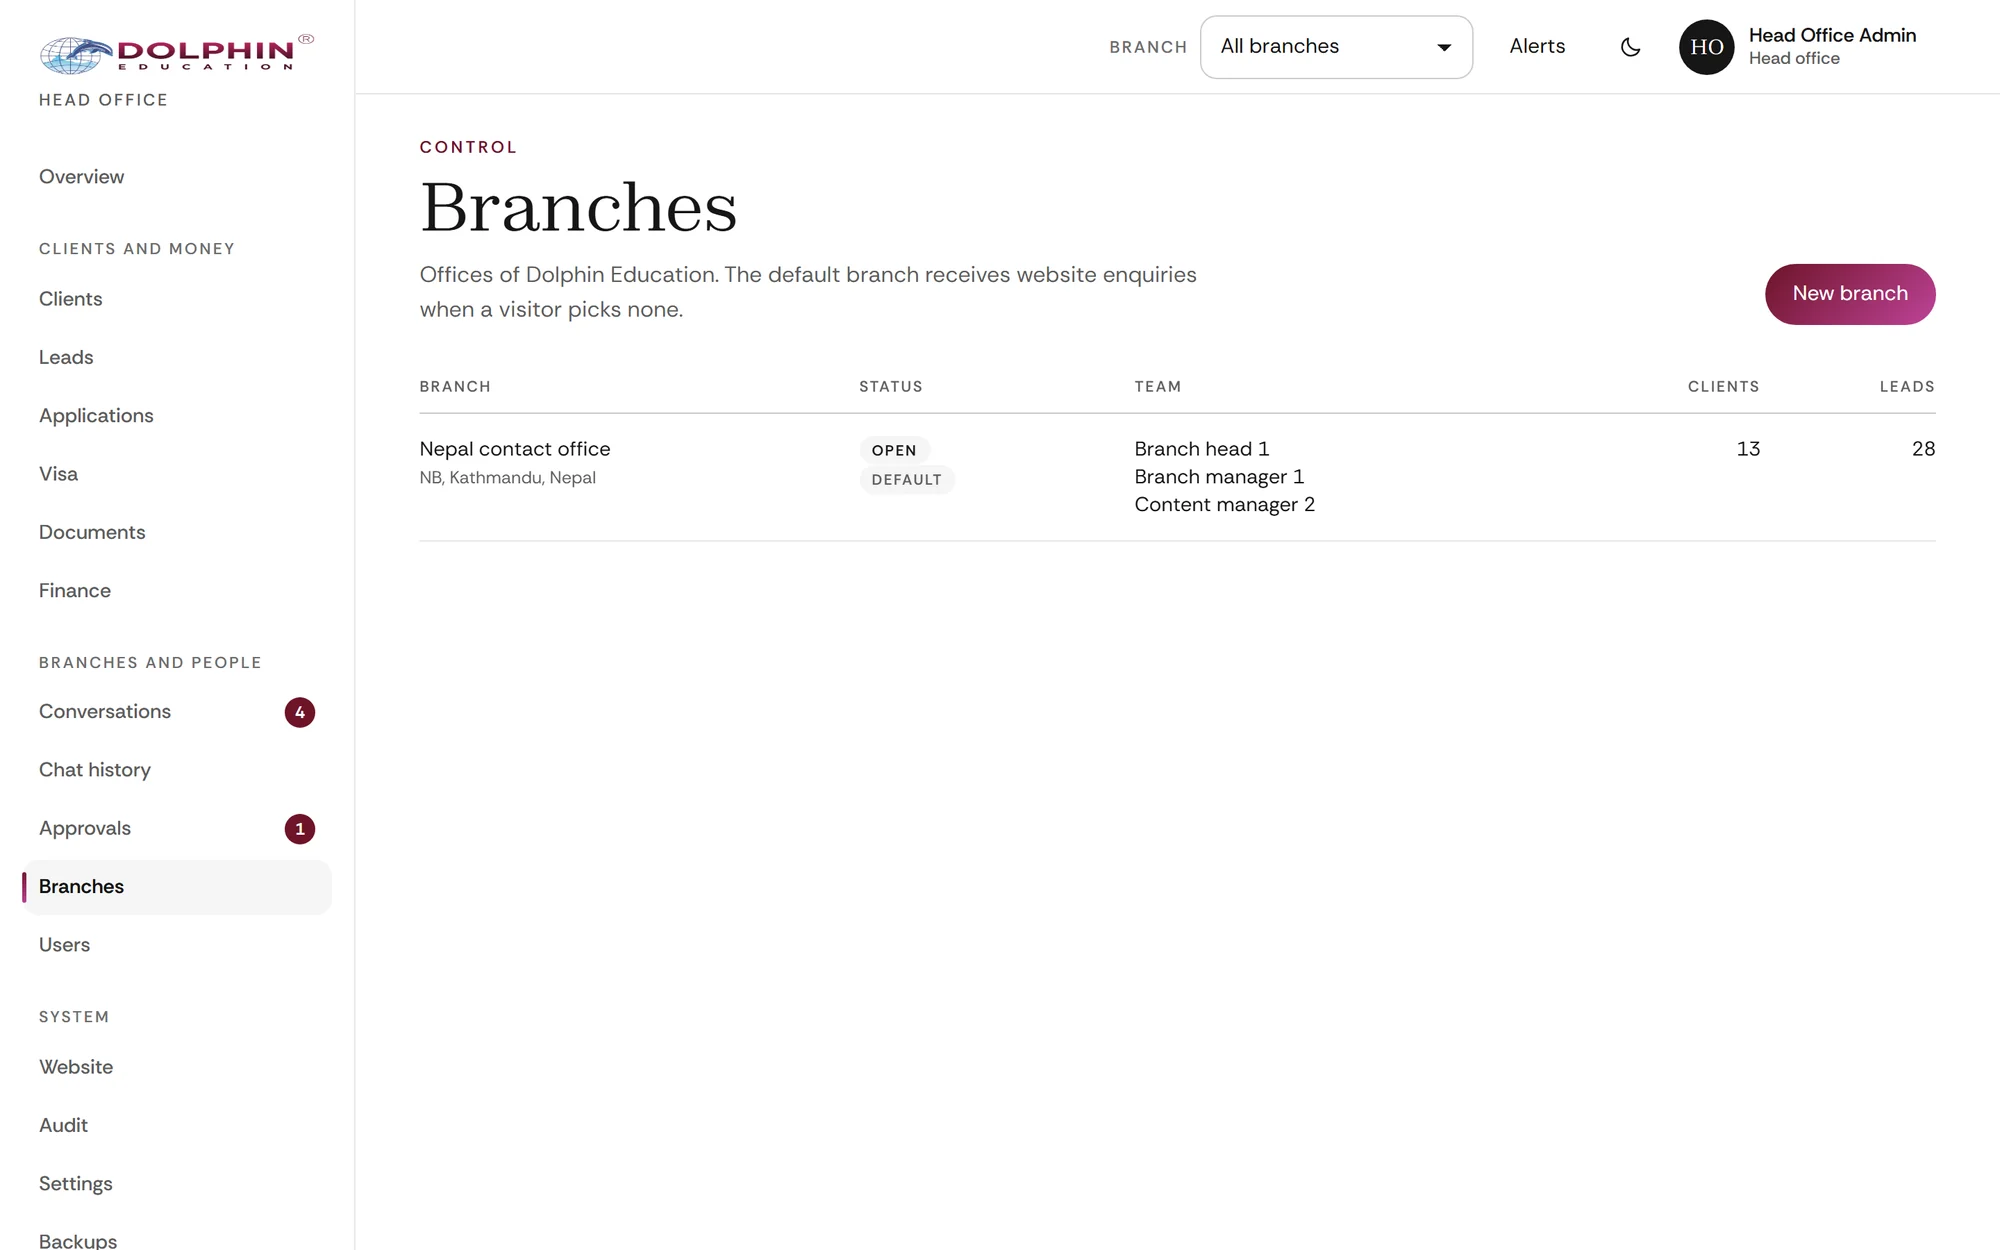 DOLPHIN ®
EDUCATION
HEAD OFFICE
Overview
CLIENTS AND MONEY
Clients
Leads
Applications
Visa
Documents
Finance
BRANCHES AND PEOPLE
Conversations 4
Chat history
Approvals 1
Branches
Users
SYSTEM
Website
Audit
Settings
Backups
BRANCH All branches Alerts HO Head Office Admin
Head office
CONTROL
Branches
Offices of Dolphin Education. The default branch receives website enquiries
when a visitor picks none.
New branch
BRANCH STATUS TEAM CLIENTS LEADS
Nepal contact office OPEN Branch head 1 13 28
NB, Kathmandu, Nepal DEFAULT Branch manager 1
Content manager 2